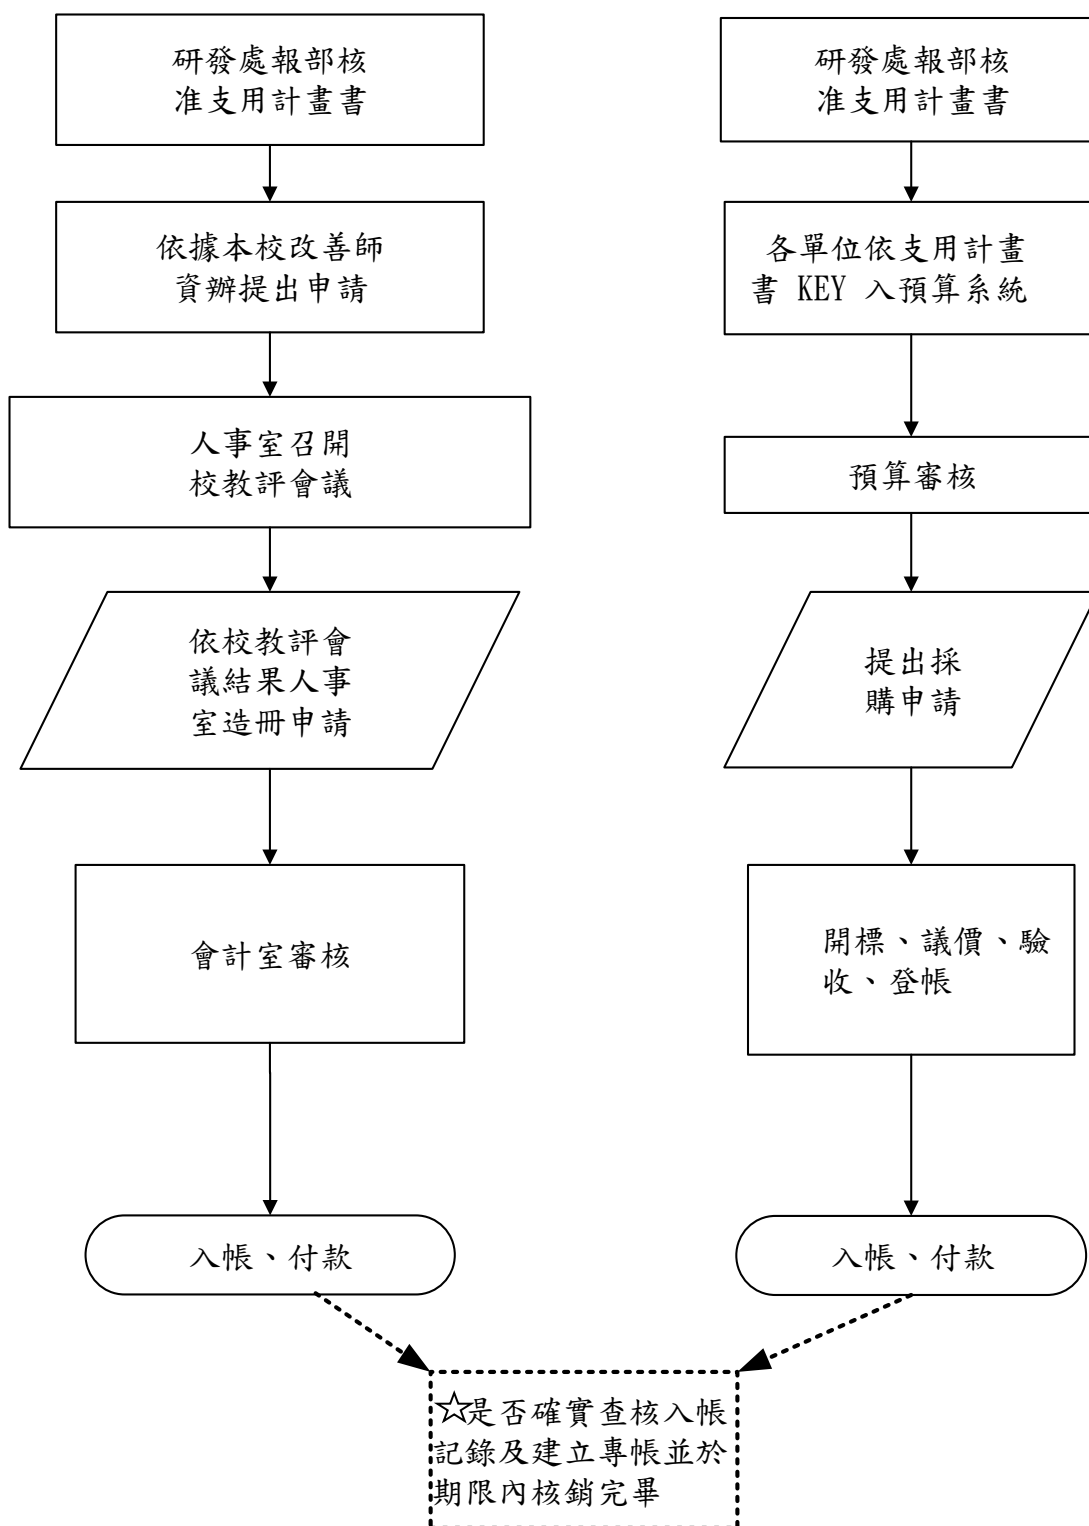 研發處報部核
准支用計畫書
依據本校改善師
資辦提出申請
人事室召開
校教評會議
依校教評會
議結果人事
室造冊申請
會計室審核
入帳、付款
研發處報部核
准支用計畫書
各單位依支用計畫
書 KEY 入預算系統
預算審核
提出採
購申請
開標、議價、驗
收、登帳
入帳、付款
☆是否確實查核入帳
記錄及建立專帳並於
期限內核銷完畢